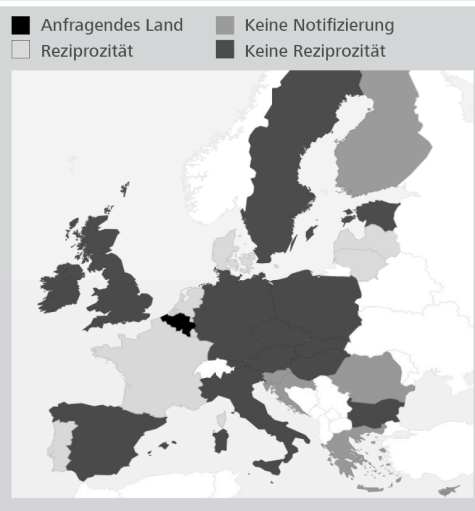 Anfragendes Land
Keine Notifizierung
Reziprozität
Keine Reziprozität